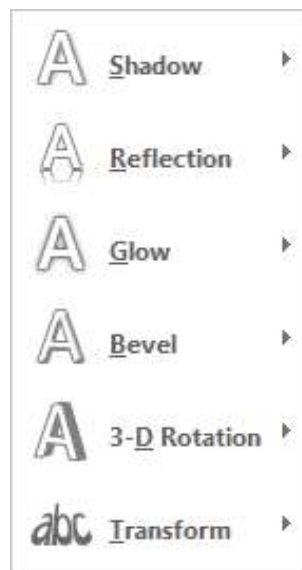 A Shadow
A Reflection
A Glow
A Bevel
A 3-D Rotation
abc Transform